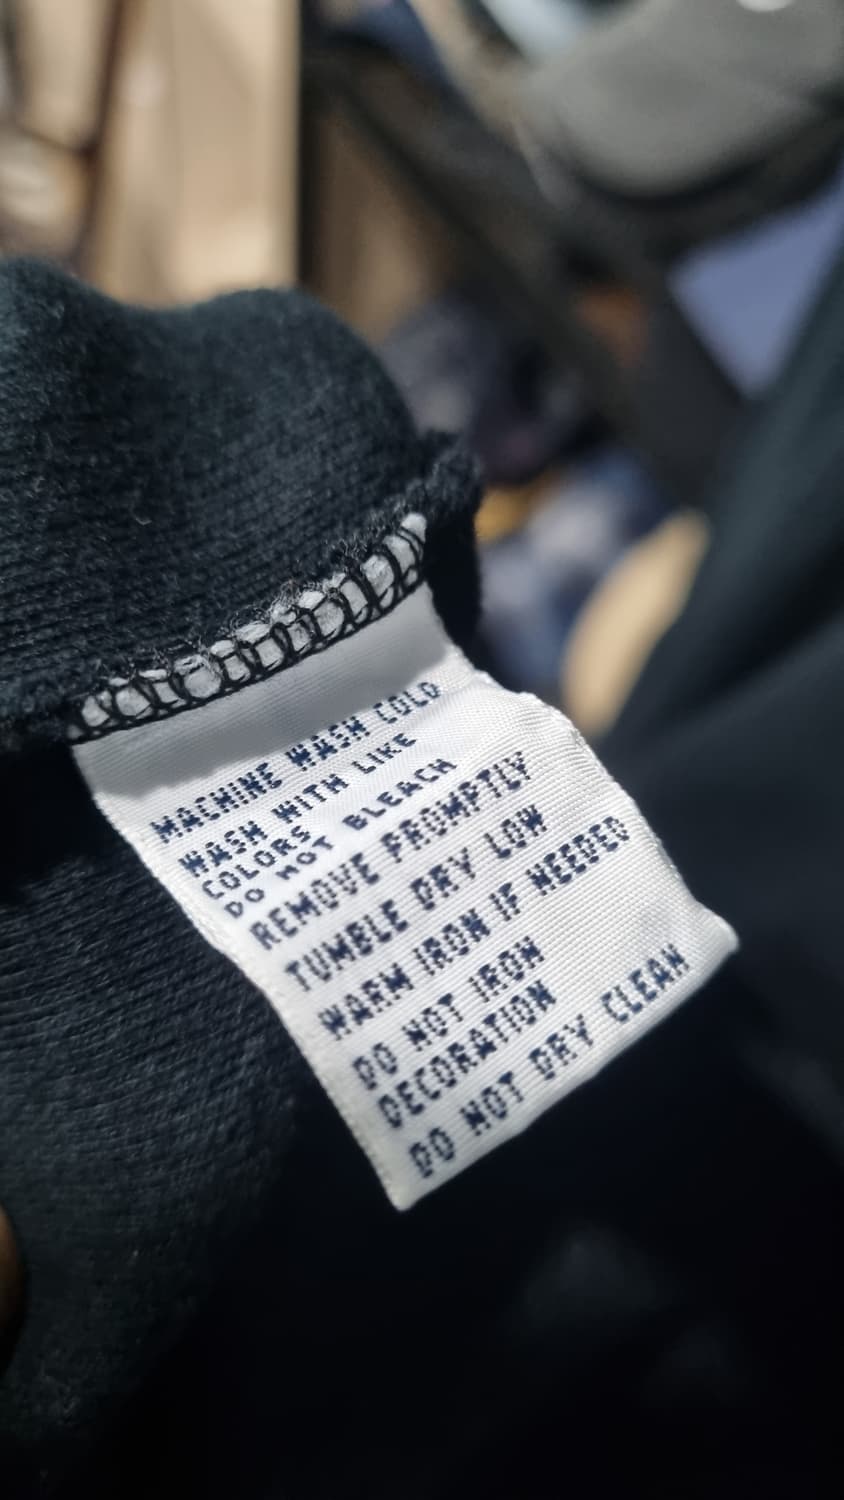 MACHINE WASH COLD
WASH WITH LIKE
COLORS
DO NOT BLEACH
REMOVE PROMPTLY
TUMBLE DRY LOW
WARM IRON IF NEEDED
DO NOT IRON
DECORATION
DO NOT DRY CLEAN